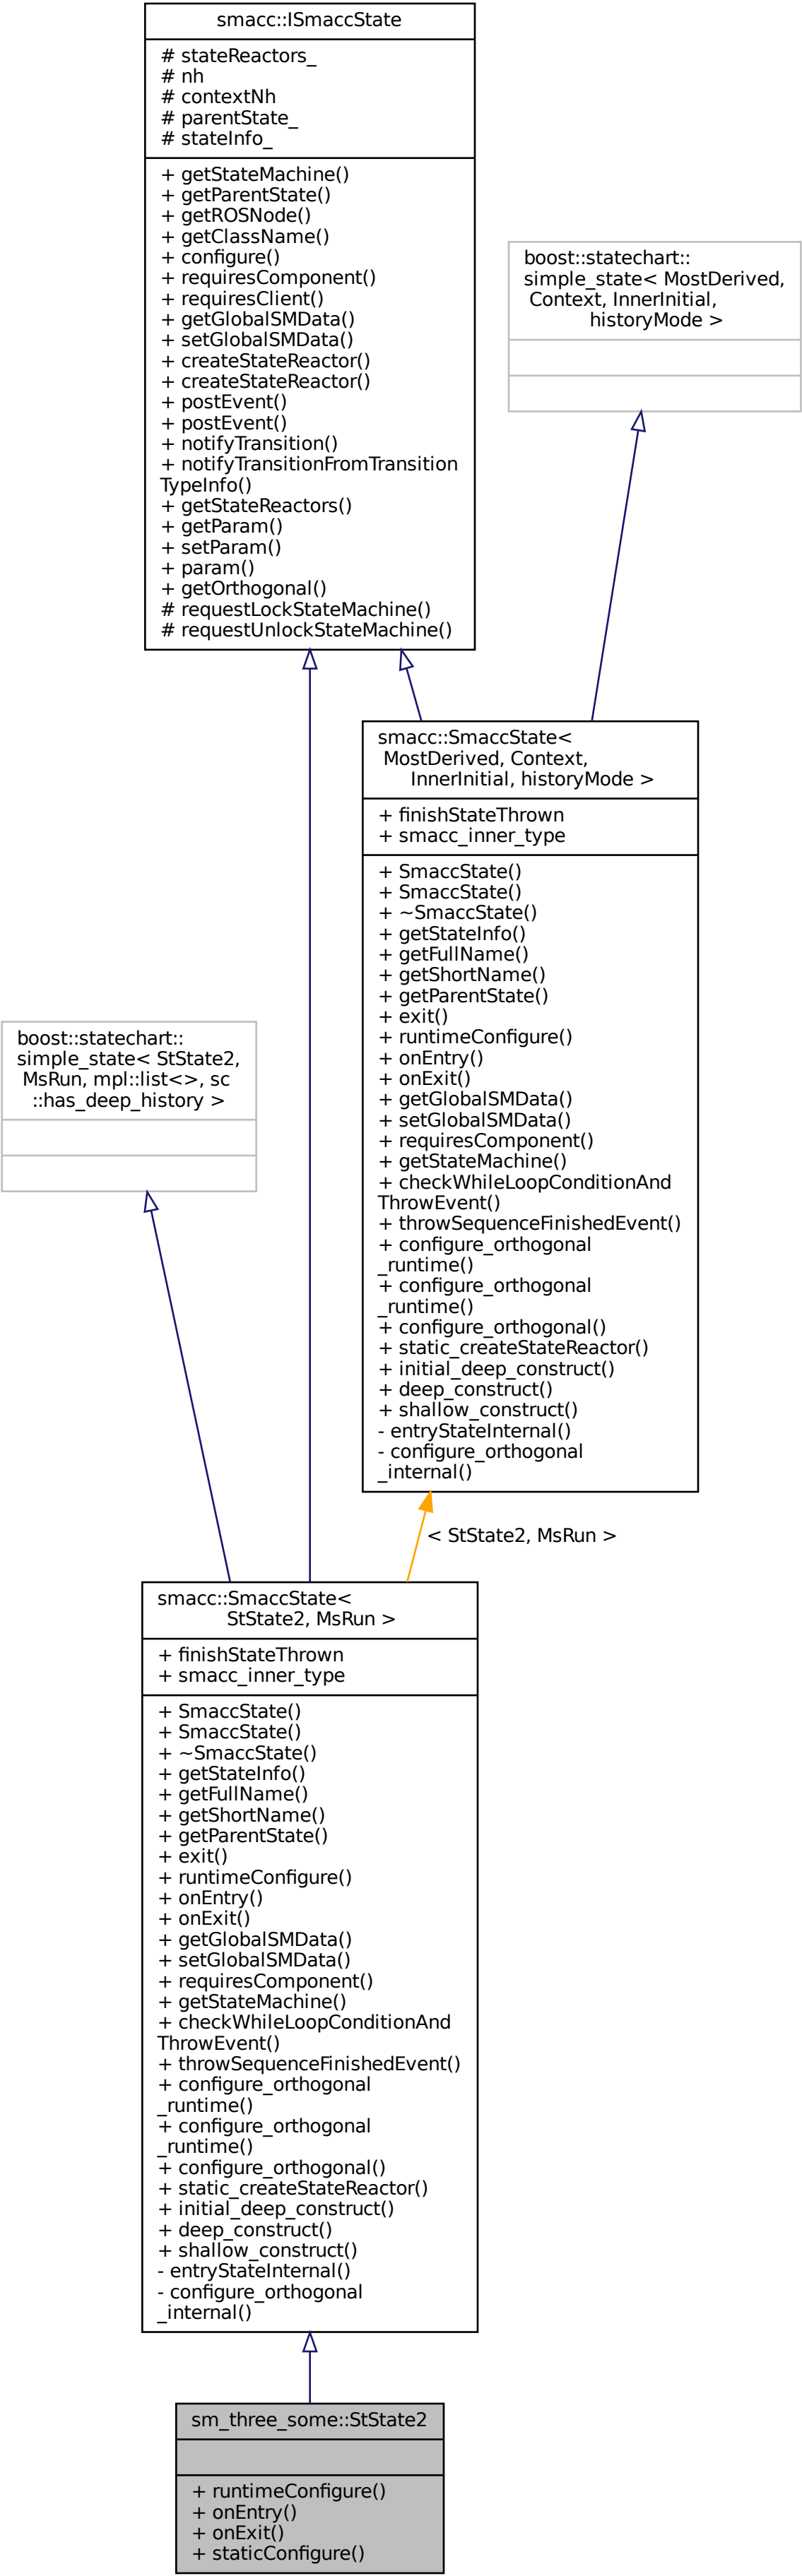 smacc::ISmaccState
# stateReactors_
# nh
# contextNh
# parentState_
# stateInfo_
+ getStateMachine()
+ getParentState()
+ getROSNode()
+ getClassName()
+ configure()
+ requiresComponent()
+ requiresClient()
+ getGlobalSMData()
+ setGlobalSMData()
+ createStateReactor()
+ createStateReactor()
+ postEvent()
+ postEvent()
+ notifyTransition()
+ notifyTransitionFromTransition
TypeInfo()
+ getStateReactors()
+ getParam()
+ setParam()
+ param()
+ getOrthogonal()
# requestLockStateMachine()
# requestUnlockStateMachine()
boost::statechart::
simple_state< MostDerived,
Context, InnerInitial,
historyMode >
smacc::SmaccState<
MostDerived, Context,
InnerInitial, historyMode >
+ finishStateThrown
+ smacc_inner_type
+ SmaccState()
+ SmaccState()
+ ~SmaccState()
+ getStateInfo()
+ getFullName()
+ getShortName()
+ getParentState()
+ exit()
+ runtimeConfigure()
+ onEntry()
+ onExit()
+ getGlobalSMData()
+ setGlobalSMData()
+ requiresComponent()
+ getStateMachine()
+ checkWhileLoopConditionAnd
ThrowEvent()
+ throwSequenceFinishedEvent()
+ configure_orthogonal
_runtime()
+ configure_orthogonal
_runtime()
+ configure_orthogonal()
+ static_createStateReactor()
+ initial_deep_construct()
+ deep_construct()
+ shallow_construct()
- entryStateInternal()
- configure_orthogonal
_internal()
boost::statechart::
simple_state< StState2,
MsRun, mpl::list<>, sc
::has_deep_history >
< StState2, MsRun >
smacc::SmaccState<
StState2, MsRun >
+ finishStateThrown
+ smacc_inner_type
+ SmaccState()
+ SmaccState()
+ ~SmaccState()
+ getStateInfo()
+ getFullName()
+ getShortName()
+ getParentState()
+ exit()
+ runtimeConfigure()
+ onEntry()
+ onExit()
+ getGlobalSMData()
+ setGlobalSMData()
+ requiresComponent()
+ getStateMachine()
+ checkWhileLoopConditionAnd
ThrowEvent()
+ throwSequenceFinishedEvent()
+ configure_orthogonal
_runtime()
+ configure_orthogonal
_runtime()
+ configure_orthogonal()
+ static_createStateReactor()
+ initial_deep_construct()
+ deep_construct()
+ shallow_construct()
- entryStateInternal()
- configure_orthogonal
_internal()
sm_three_some::StState2
+ runtimeConfigure()
+ onEntry()
+ onExit()
+ staticConfigure()